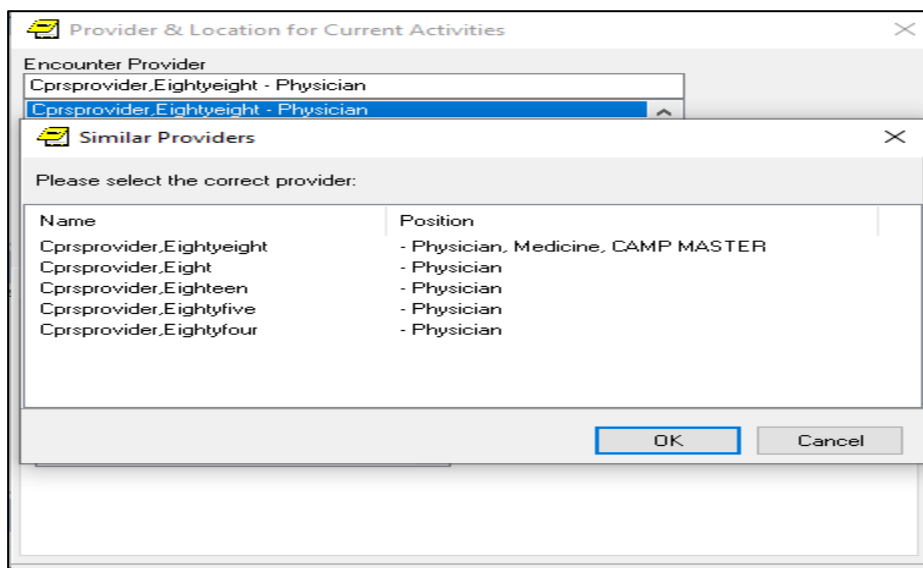 Provider & Location for Current Activities
Encounter Provider
Cprsprovider,Eightyeight - Physician
Cprsprovider,Eightyeight - Physician
Similar Providers
Please select the correct provider:
Name Position
Cprsprovider,Eightyeight - Physician, Medicine, CAMP MASTER
Cprsprovider,Eight - Physician
Cprsprovider,Eighteen - Physician
Cprsprovider,Eightyfive - Physician
Cprsprovider,Eightyfour - Physician
OK Cancel